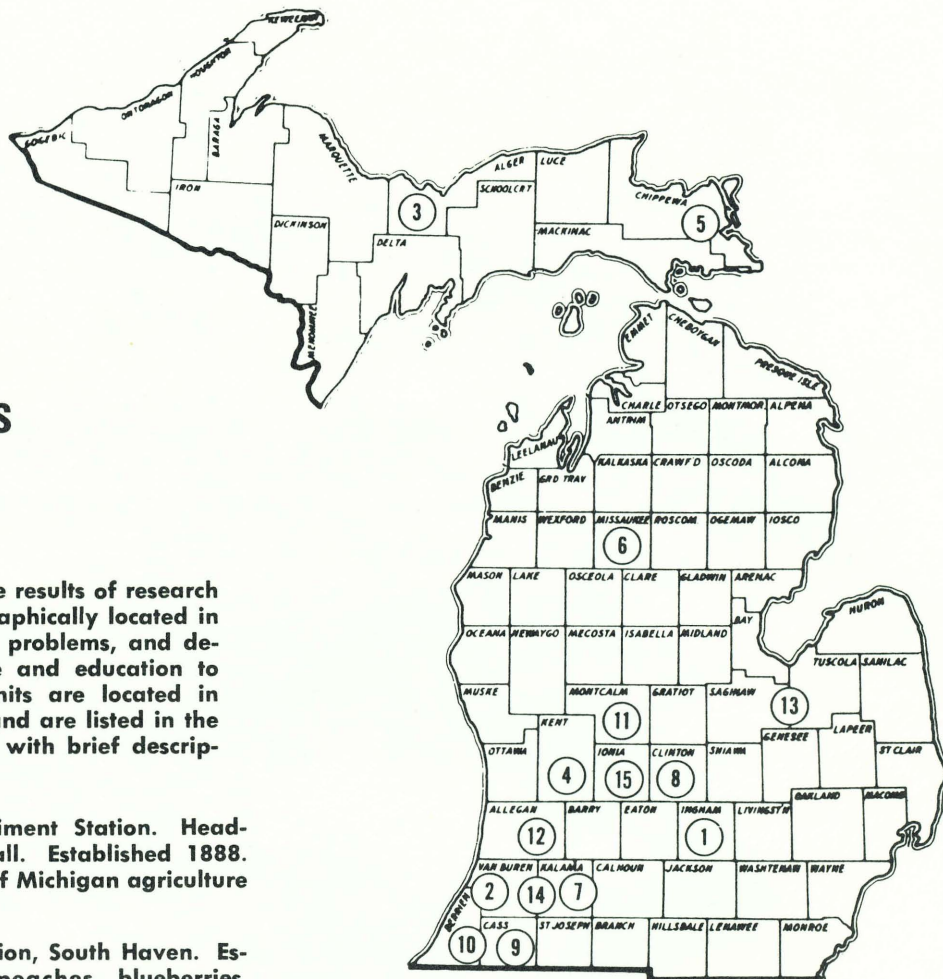 KEWEENAW
HOUGHTON
ONTONAGON
GOGEBIC
BARAGA
MARQUETTE
ALGER
LUCE
IRON
SCHOOLCRT
CHIPPEWA
3
5
DICKINSON
DELTA
MACKINAC
MENOMINEE
EMMET
CHEBOYGAN
PRESQUE ISLE
S
CHARLE
OTSEGO
MONTMOR.
ALPENA
ANTRIM
LEELANAU
KALKASKA
CRAWF'D
OSCODA
ALCONA
BENZIE
GRD TRAV
MANIS
WEXFORD
MISSAUKEE
ROSCOM
OGEMAW
IOSCO
6
e results of research
aphically located in
problems, and de-
e and education to
nits are located in
and are listed in the
with brief descrip-
MASON
LAKE
OSCEOLA
CLARE
GLADWIN
ARENAC
HURON
BAY
OCEANA
NEWAYGO
MECOSTA
ISABELLA
MIDLAND
TUSCOLA
SANILAC
MUSKE
MONTCALM
GRATIOT
SAGINAW
13
11
KENT
GENESEE
LAPEER
OTTAWA
IONIA
CLINTON
SHIAWA
ST CLAIR
4
15
8
OAKLAND
MACOMB
ALLEGAN
BARRY
EATON
INGHAM
LIVINGST'N
12
1
iment Station. Head-
all. Established 1888.
of Michigan agriculture
VAN BUREN
KALAMA
CALHOUN
JACKSON
WASHTENAW
WAYNE
2
14
7
BERRIEN
CASS
ST JOSEPH
BRANCH
HILLSDALE
LENAWEE
MONROE
10
9
tion, South Haven. Es-
peaches, blueberries,